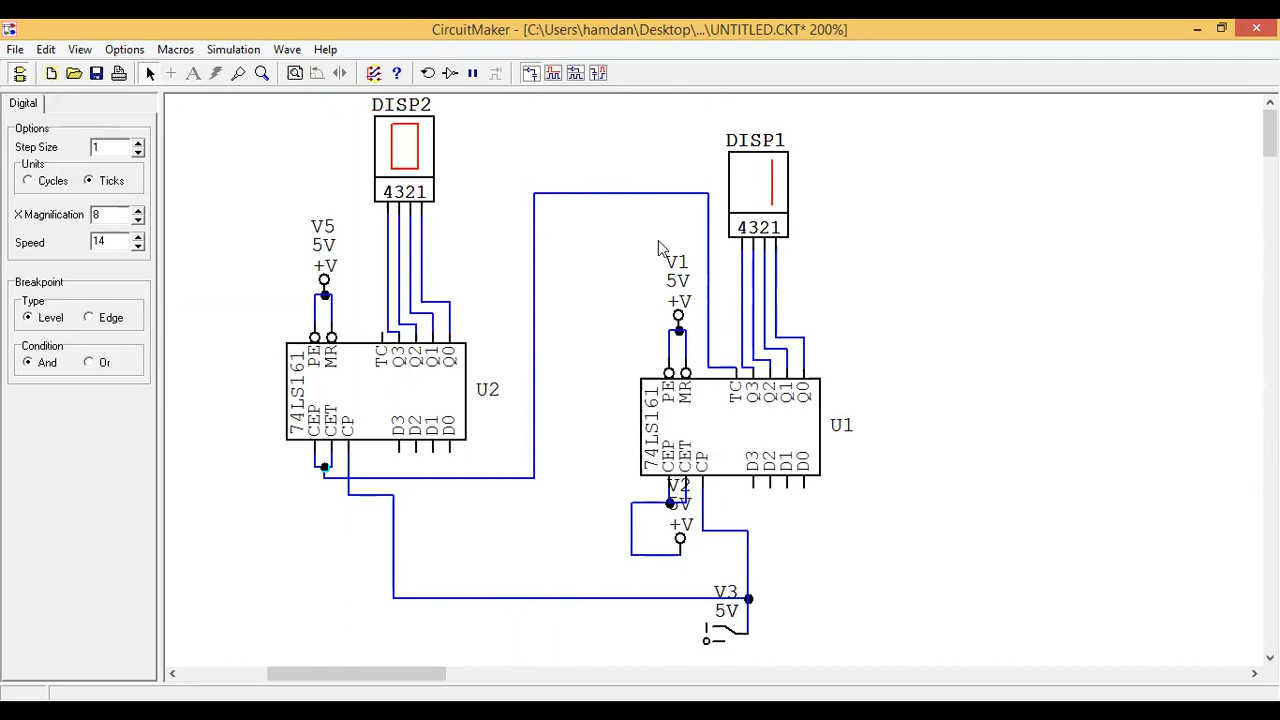 CircuitMaker - [C:\Users\hamdan\Desktop\...\UNTITLED.CKT* 200%]
File Edit View Options Macros Simulation Wave Help
Digital
Options
Step Size 1
Units
Cycles Ticks
X Magnification 8
Speed 14
Breakpoint
Type
Level Edge
Condition
And Or
DISP2
4321
V5
5V
+V
PE MR TC Q3 Q2 Q1 Q0
74LS161
U2
CEP CET CP D3 D2 D1 D0
DISP1
4321
V1
5V
+V
PE MR TC Q3 Q2 Q1 Q0
74LS161
U1
CEP CET CP D3 D2 D1 D0
V2
5V
+V
V3
5V